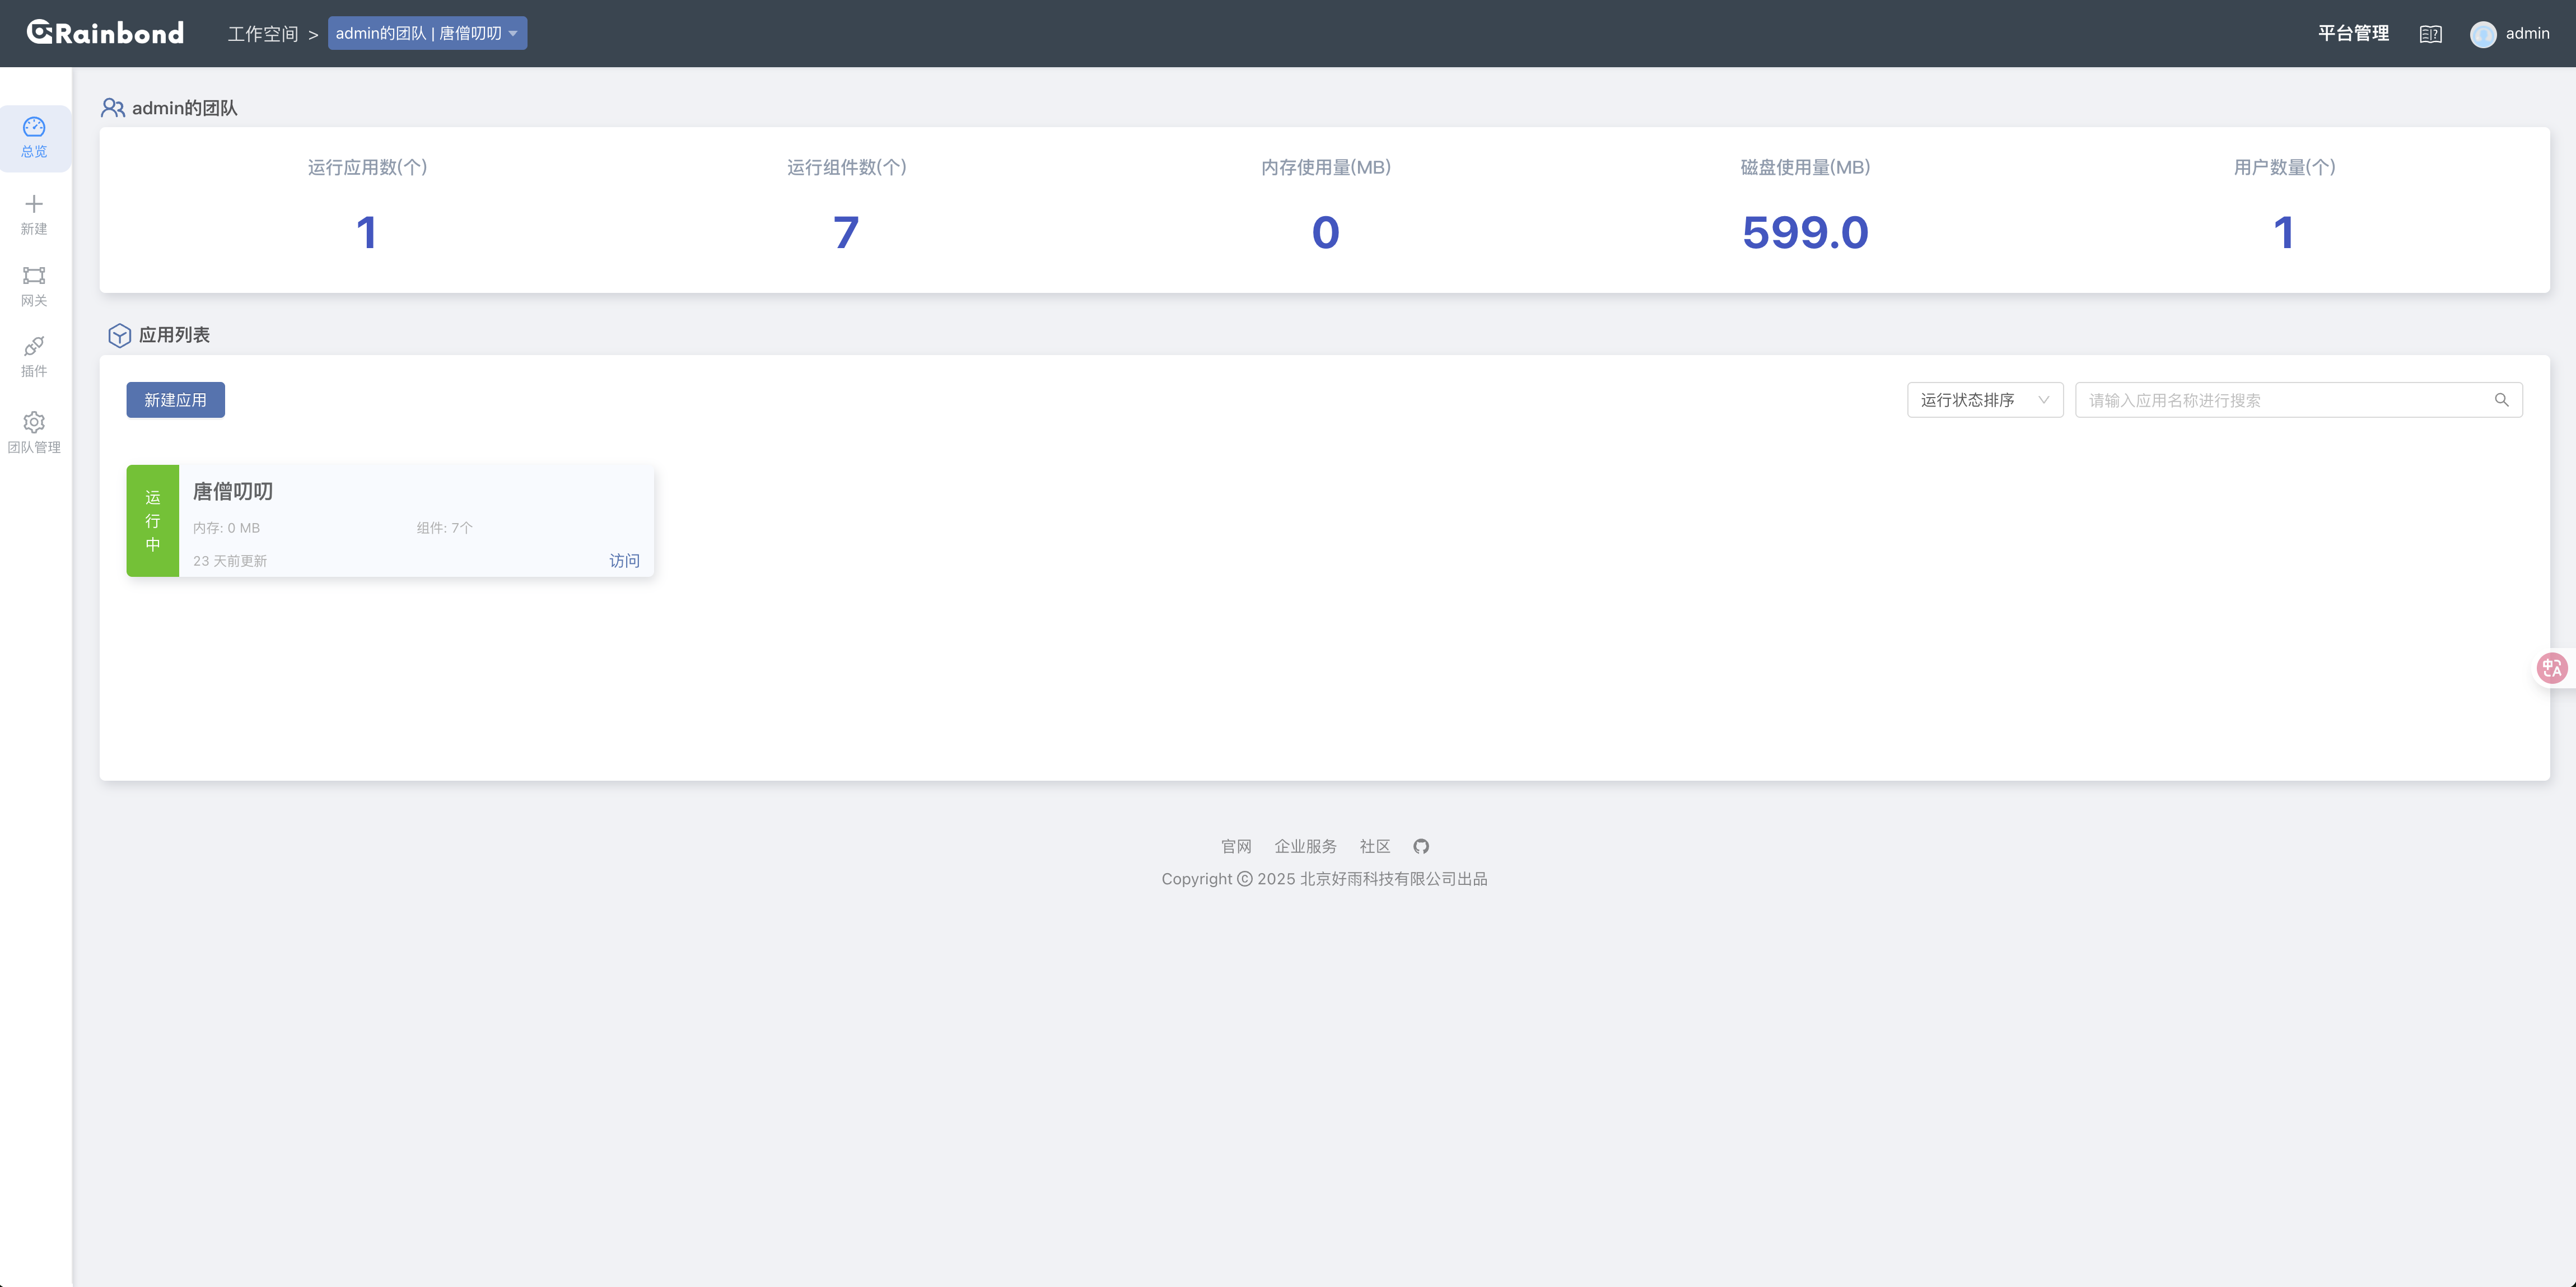 Rainbond 工作空间 > admin的团队 | 唐僧叨叨 平台管理 admin
总览
新建
网关
插件
团队管理
admin的团队
运行应用数(个) 运行组件数(个) 内存使用量(MB) 磁盘使用量(MB) 用户数量(个)
1 7 0 599.0 1
应用列表
新建应用 运行状态排序 请输入应用名称进行搜索
运行中
唐僧叨叨
内存: 0 MB 组件: 7个
23 天前更新 访问
中A
官网 企业服务 社区
Copyright © 2025 北京好雨科技有限公司出品